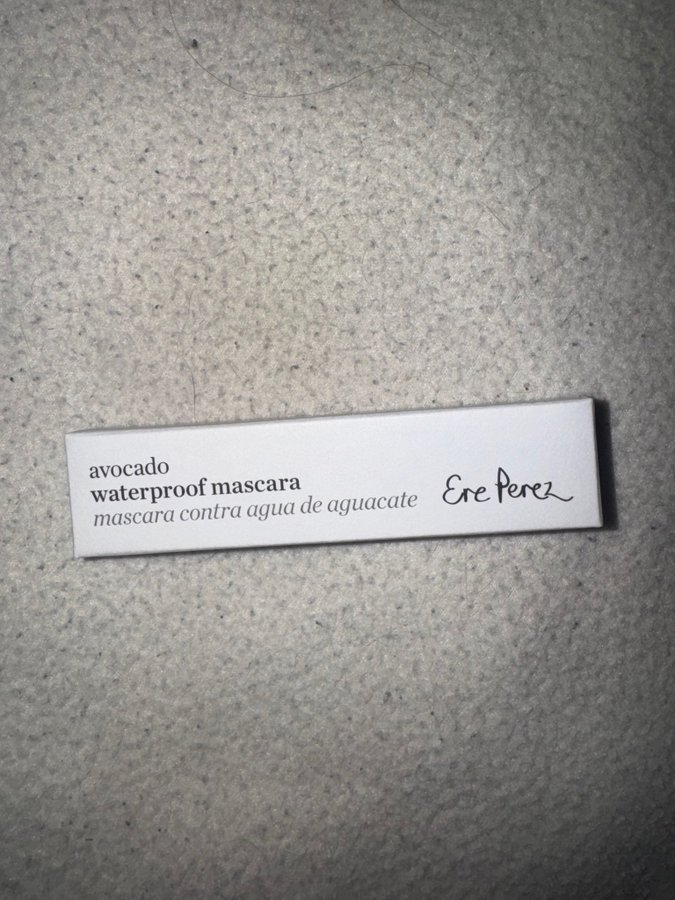 avocado
waterproof mascara
mascara contra agua de aguacate
Ere Perez